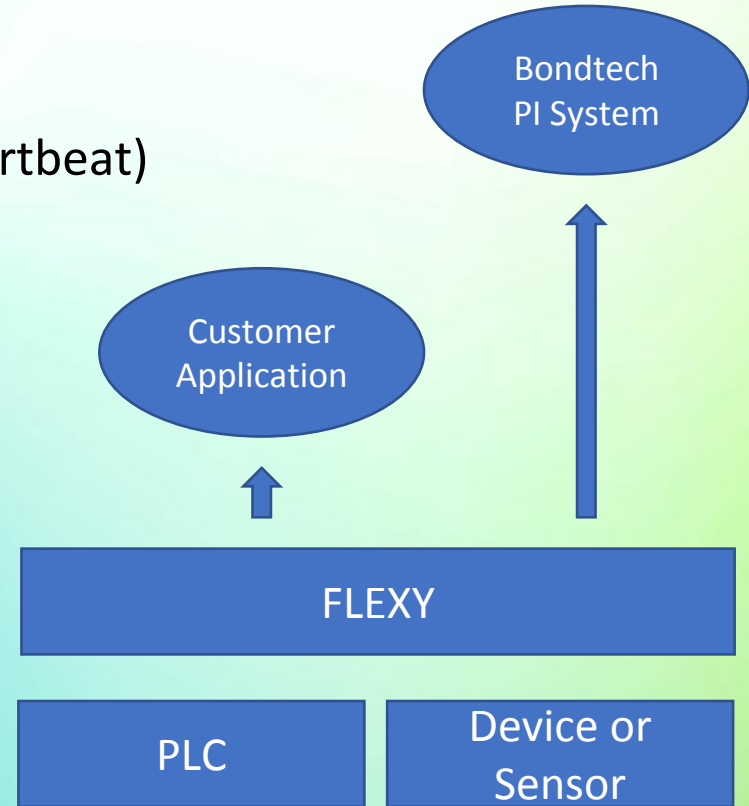 Bondtech
PI System
rtbeat)
Customer
Application
FLEXY
PLC
Device or
Sensor